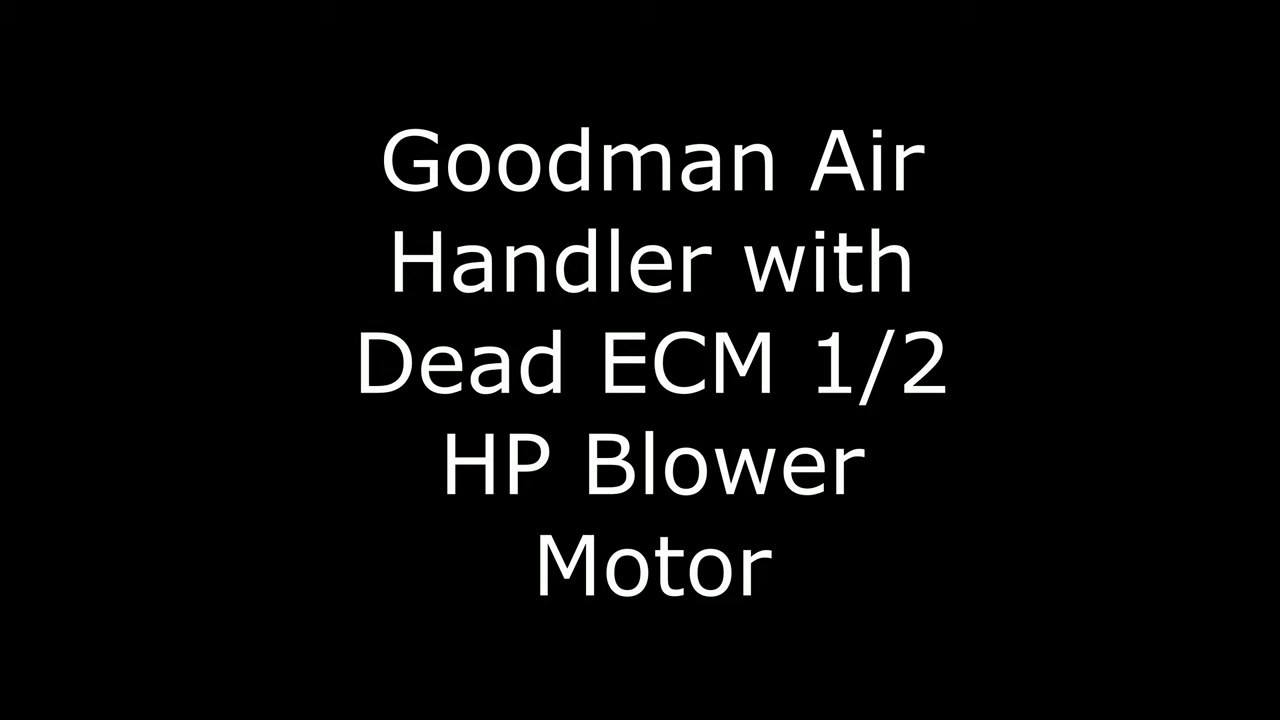 Goodman Air
Handler with
Dead ECM 1/2
HP Blower
Motor